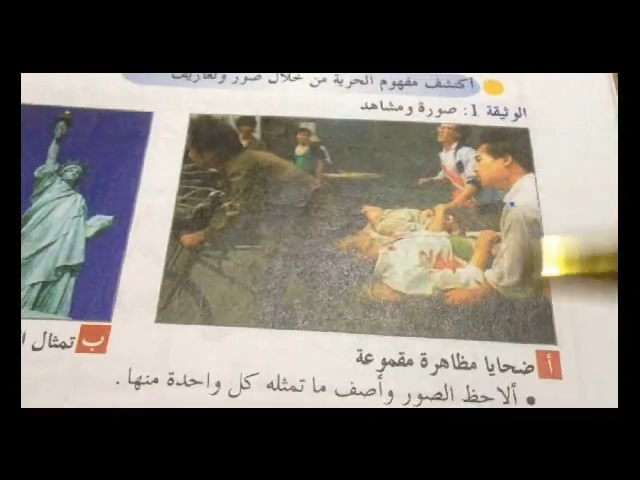 أكتشف مفهوم الحرية من خلال صور وتعاريف
الوثيقة 1: صورة ومشاهد
أ ضحايا مظاهرة مقموعة
ب تمثال
• ألاحظ الصور وأصف ما تمثله كل واحدة منها.